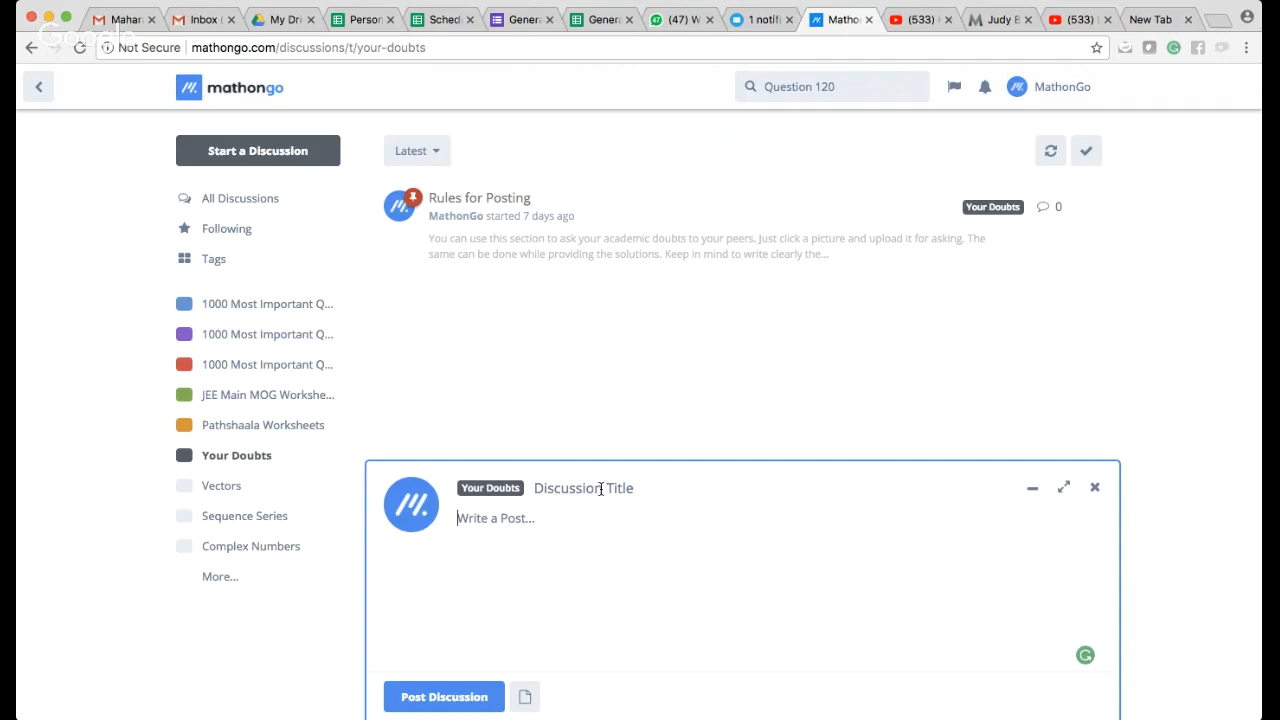 Mahar
Inbox
My Dri
Person
Sched
Genera
Genera
(47) W
1 notifi
Matho
(533)
Judy B
(533)
New Tab
Google
Not Secure mathongo.com/discussions/t/your-doubts
mathongo
Question 120
MathonGo
Start a Discussion
Latest
All Discussions
Following
Tags
1000 Most Important Q...
1000 Most Important Q...
1000 Most Important Q...
JEE Main MOG Workshe...
Pathshaala Worksheets
Your Doubts
Vectors
Sequence Series
Complex Numbers
More...
Rules for Posting
MathonGo started 7 days ago
Your Doubts
0
You can use this section to ask your academic doubts to your peers. Just click a picture and upload it for asking. The
same can be done while providing the solutions. Keep in mind to write clearly the...
Your Doubts Discussion Title
Write a Post...
Post Discussion